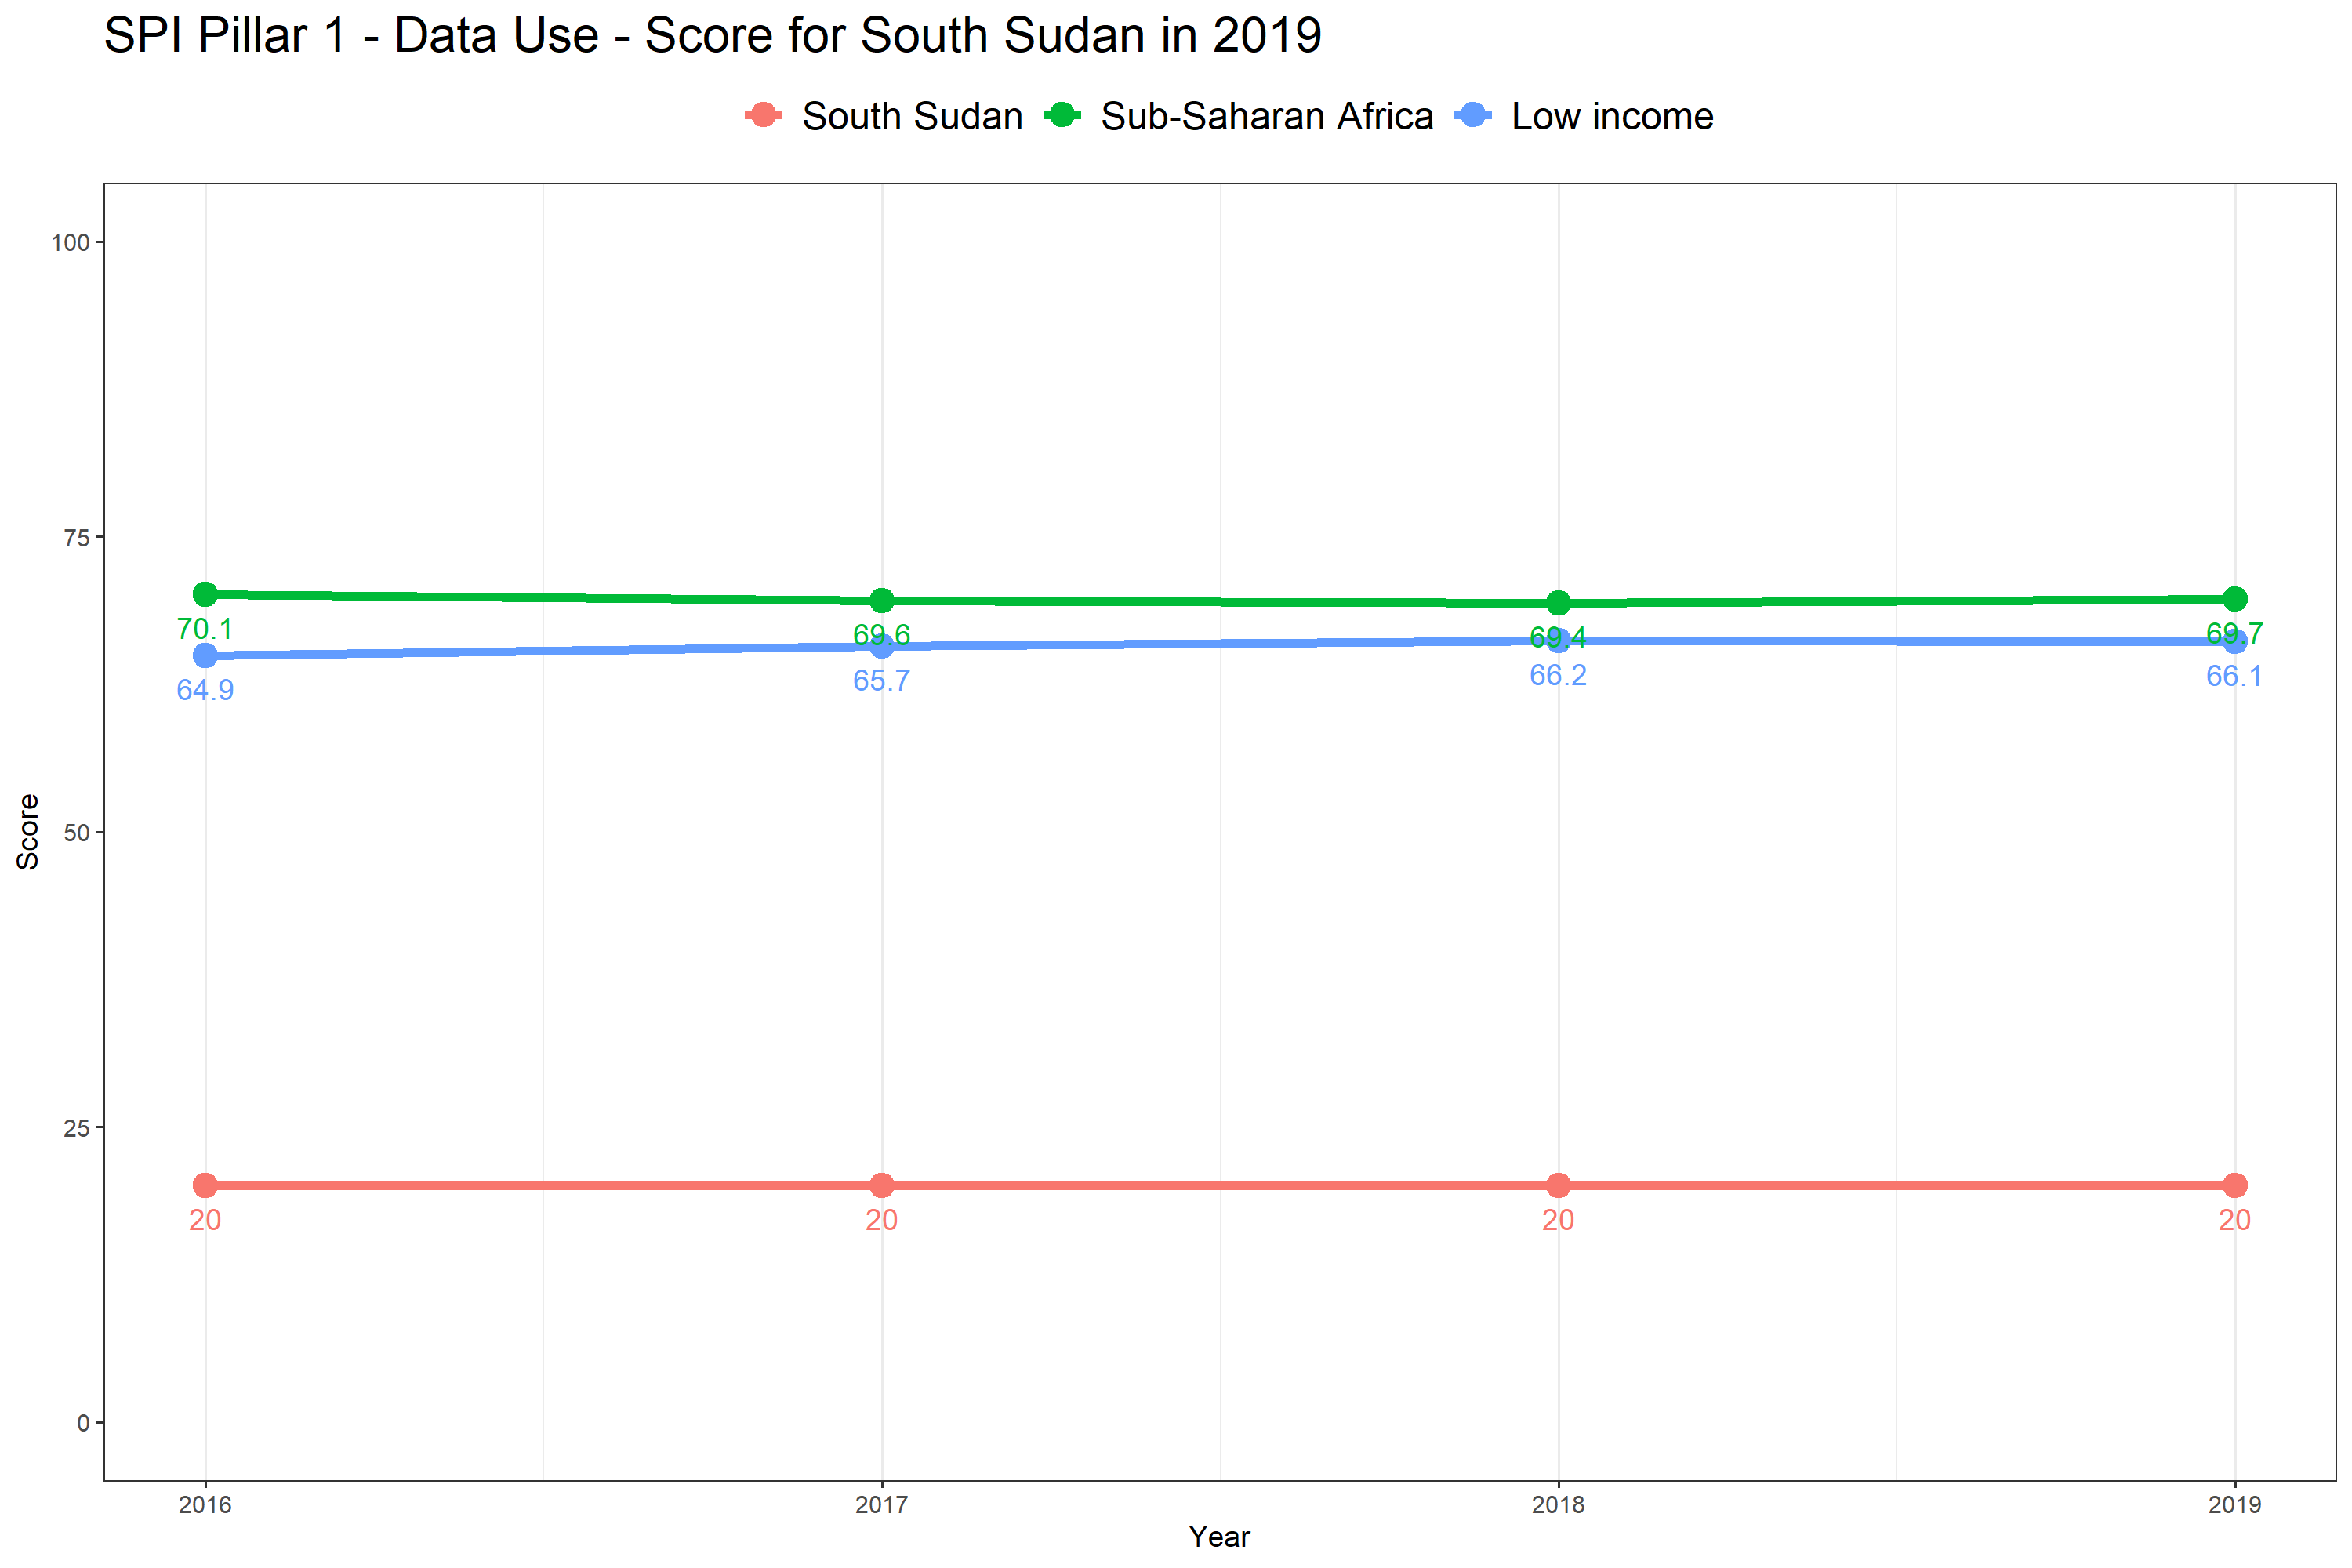 SPI Pillar 1 - Data Use - Score for South Sudan in 2019
South Sudan Sub-Saharan Africa Low income
100
75
50
25
0
Score
70.1 69.6 69.4 69.7
64.9 65.7 66.2 66.1
20 20 20 20
2016 2017 2018 2019
Year